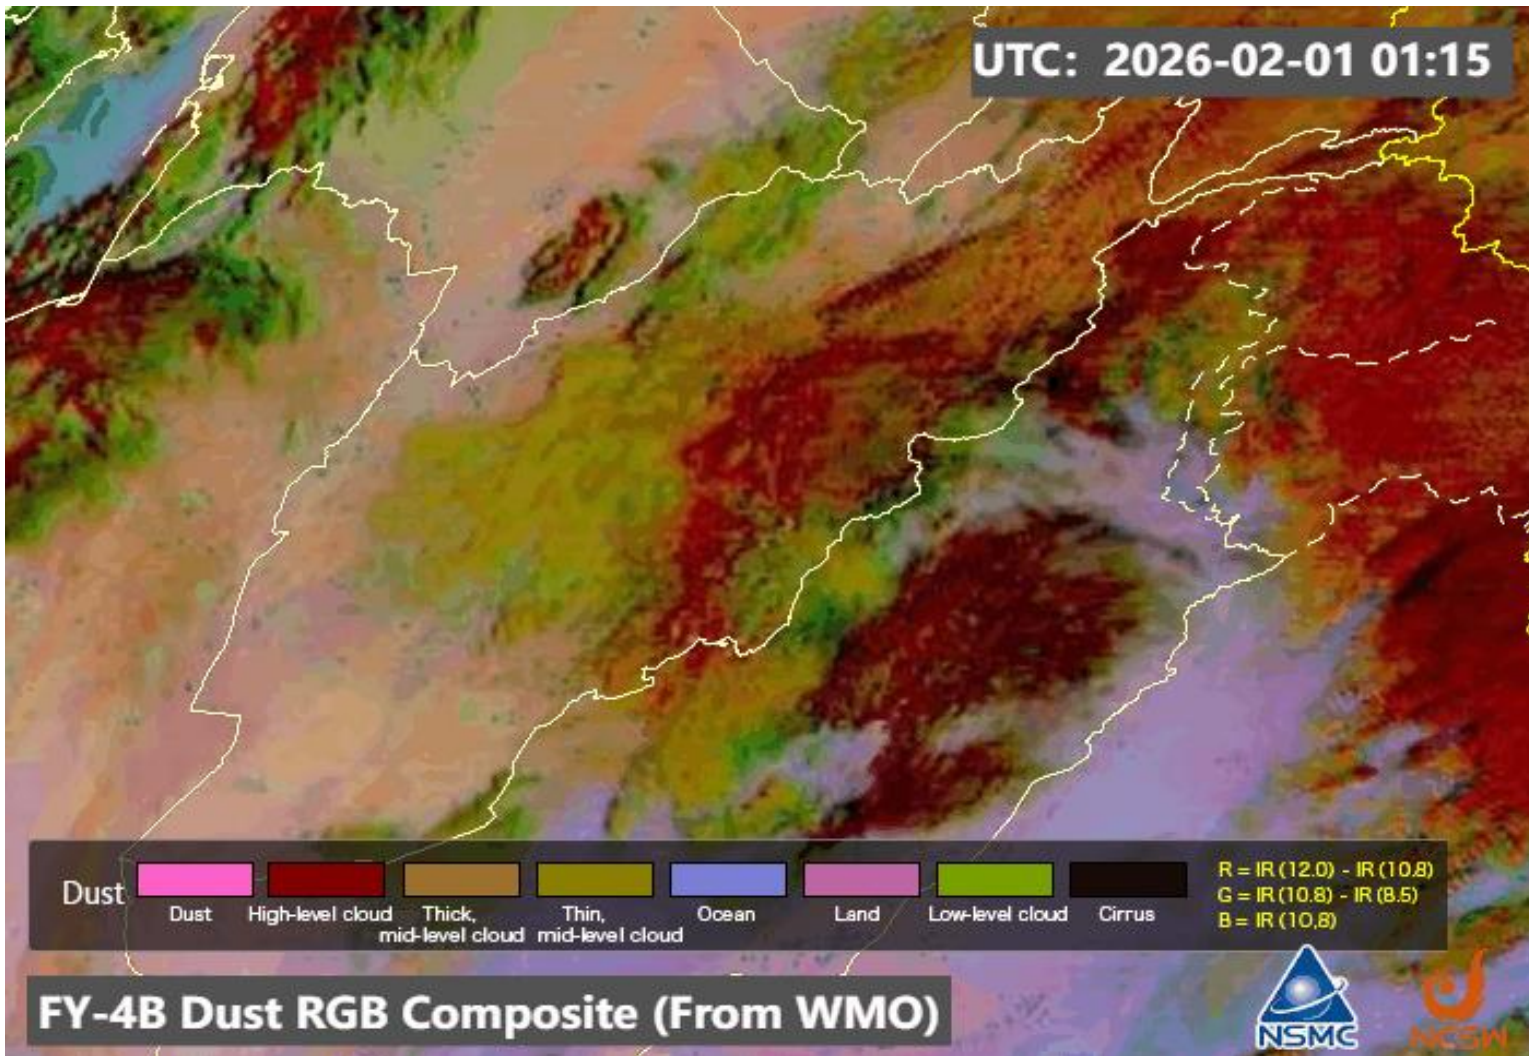 UTC: 2026-02-01 01:15
Dust
Dust
High-level cloud
Thick,
mid-level cloud
Thin,
mid-level cloud
Ocean
Land
Low-level cloud
Cirrus
R = IR (12.0) - IR (10.8)
G = IR (10.8) - IR (8.5)
B = IR (10,8)
FY-4B Dust RGB Composite (From WMO)
NSMC
NCSW